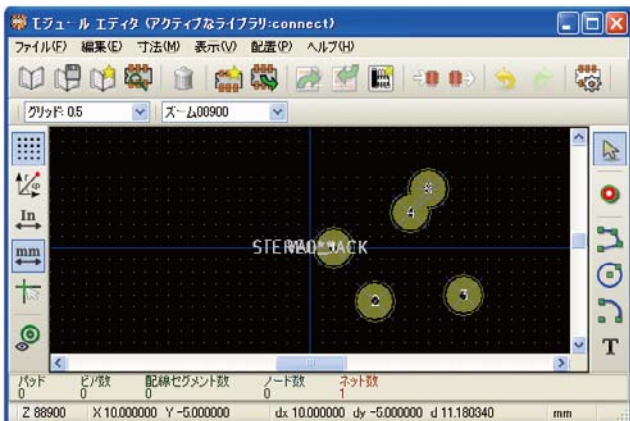 モジュール エディタ (アクティブなライブラリ:connect)
ファイル(F) 編集(E) 寸法(M) 表示(V) 配置(P) ヘルプ(H)
グリッド: 0.5 ズーム00900
In
mm
T
4
2
3
パッド ビア数 配線セグメント数 ノード数 ネット数
0 0 0 0 1
Z 88900 X 10.000000 Y -5.000000 dx 10.000000 dy -5.000000 d 11.180340 mm